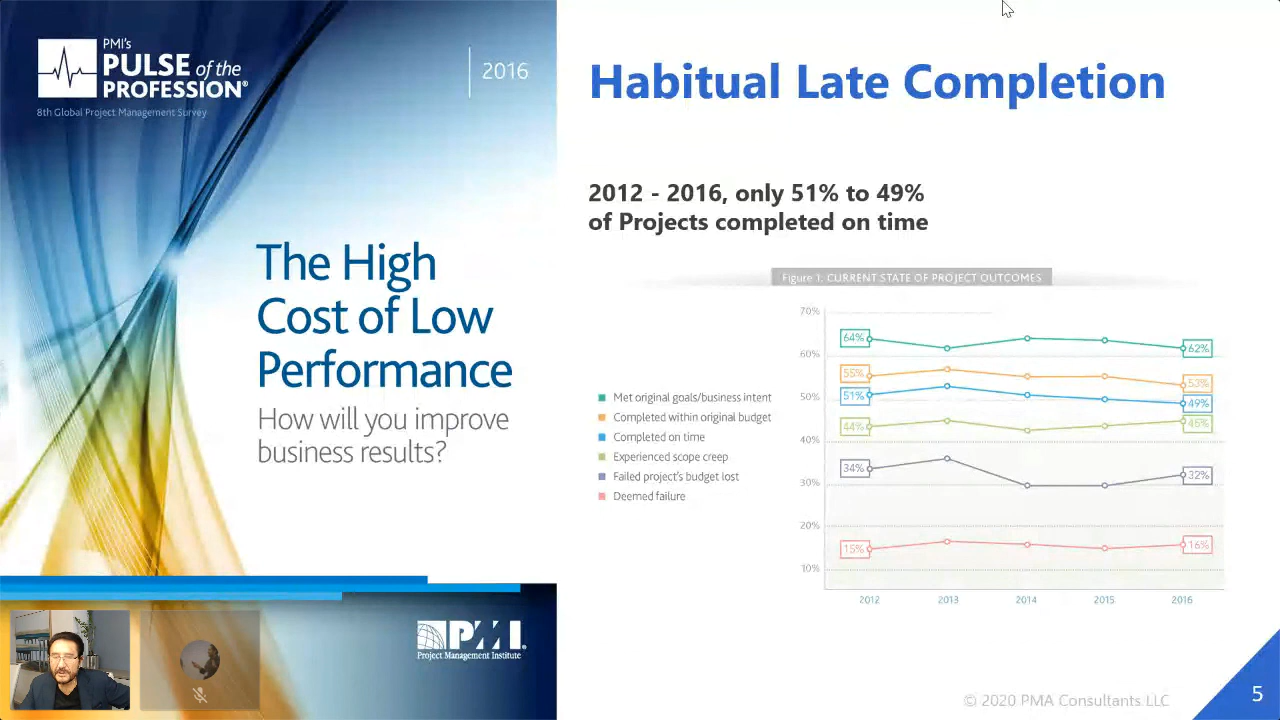 PMI's
PULSE of the
PROFESSION®
8th Global Project Management Survey
2016
The High
Cost of Low
Performance
How will you improve
business results?
PMI®
Project Management Institute
Habitual Late Completion
2012 - 2016, only 51% to 49%
of Projects completed on time
Figure 1. CURRENT STATE OF PROJECT OUTCOMES
Met original goals/business intent
Completed within original budget
Completed on time
Experienced scope creep
Failed project's budget lost
Deemed failure
70%
60%
50%
40%
30%
20%
10%
64%
55%
51%
44%
34%
15%
62%
53%
49%
45%
32%
16%
2012 2013 2014 2015 2016
© 2020 PMA Consultants LLC
5